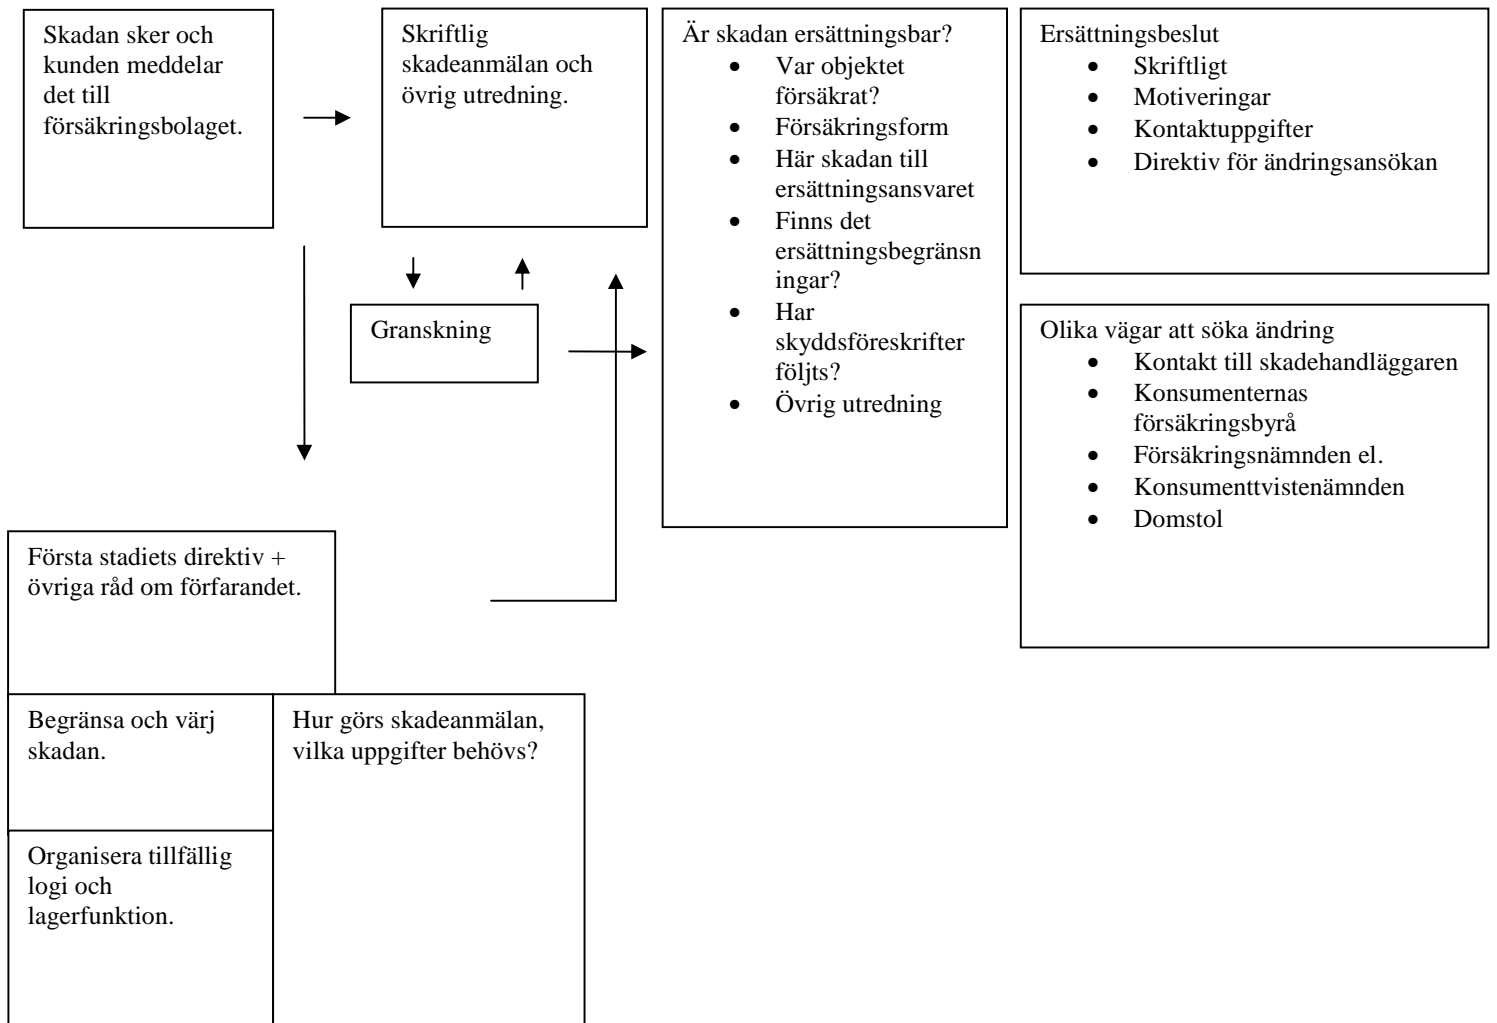 Skadan sker och
kunden meddelar
det till
försäkringsbolaget.
Skriftlig
skadeanmälan och
övrig utredning.
Granskning
Är skadan ersättningsbar?
• Var objektet
försäkrat?
• Försäkringsform
• Här skadan till
ersättningsansvaret
• Finns det
ersättningsbegränsn
ingar?
• Har
skyddsföreskrifter
följts?
• Övrig utredning
Ersättningsbeslut
• Skriftligt
• Motiveringar
• Kontaktuppgifter
• Direktiv för ändringsansökan
Olika vägar att söka ändring
• Kontakt till skadehandläggaren
• Konsumenternas
försäkringsbyrå
• Försäkringsnämnden el.
• Konsumenttvistenämnden
• Domstol
Första stadiets direktiv +
övriga råd om förfarandet.
Begränsa och värj
skadan.
Hur görs skadeanmälan,
vilka uppgifter behövs?
Organisera tillfällig
logi och
lagerfunktion.